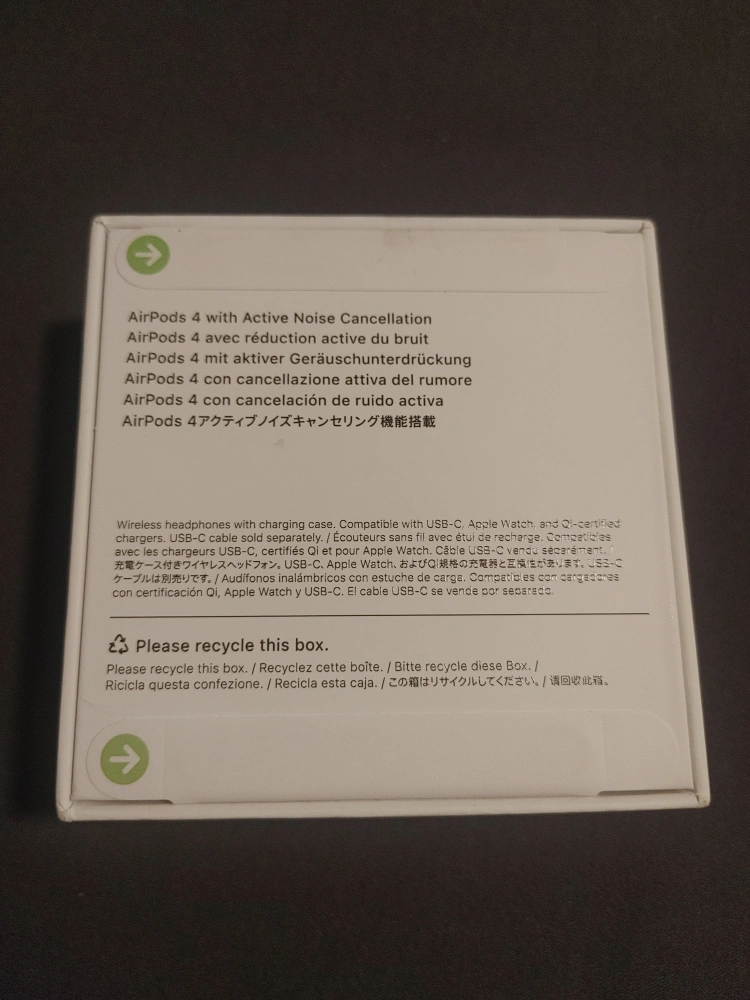 AirPods 4 with Active Noise Cancellation
AirPods 4 avec réduction active du bruit
AirPods 4 mit aktiver Geräuschunterdrückung
AirPods 4 con cancellazione attiva del rumore
AirPods 4 con cancelación de ruido activa
AirPods 4アクティブノイズキャンセリング機能搭載
Wireless headphones with charging case. Compatible with USB-C, Apple Watch, and Qi-certified
chargers. USB-C cable sold separately. / Écouteurs sans fil avec étui de recharge. Compatibles
avec les chargeurs USB-C, certifiés Qi et pour Apple Watch. Câble USB-C vendu séparément. /
充電ケース付きワイヤレスヘッドフォン。USB-C、Apple Watch、およびQi規格の充電器と互換性があります。USB-C
ケーブルは別売りです。/ Audífonos inalámbricos con estuche de carga. Compatibles con cargadores
con certificación Qi, Apple Watch y USB-C. El cable USB-C se vende por separado.
Please recycle this box.
Please recycle this box. / Recyclez cette boîte. / Bitte recycle diese Box. /
Ricicla questa confezione. / Recicla esta caja. / この箱はリサイクルしてください。/ 请回收此箱。